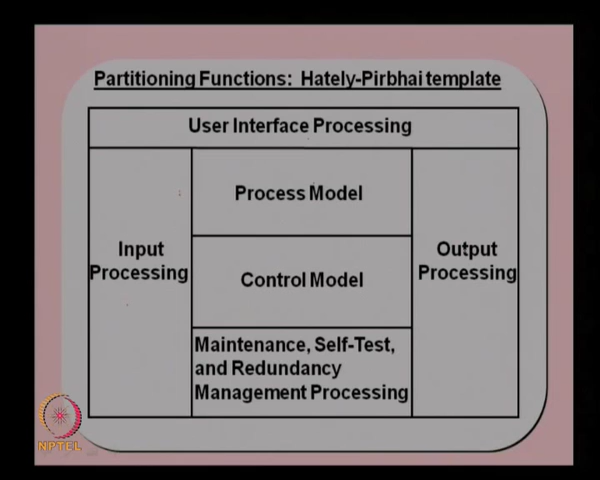 Partitioning Functions: Hately-Pirbhai template
User Interface Processing
Input
Processing
Process Model
Control Model
Maintenance, Self-Test,
and Redundancy
Management Processing
Output
Processing
NPTEL